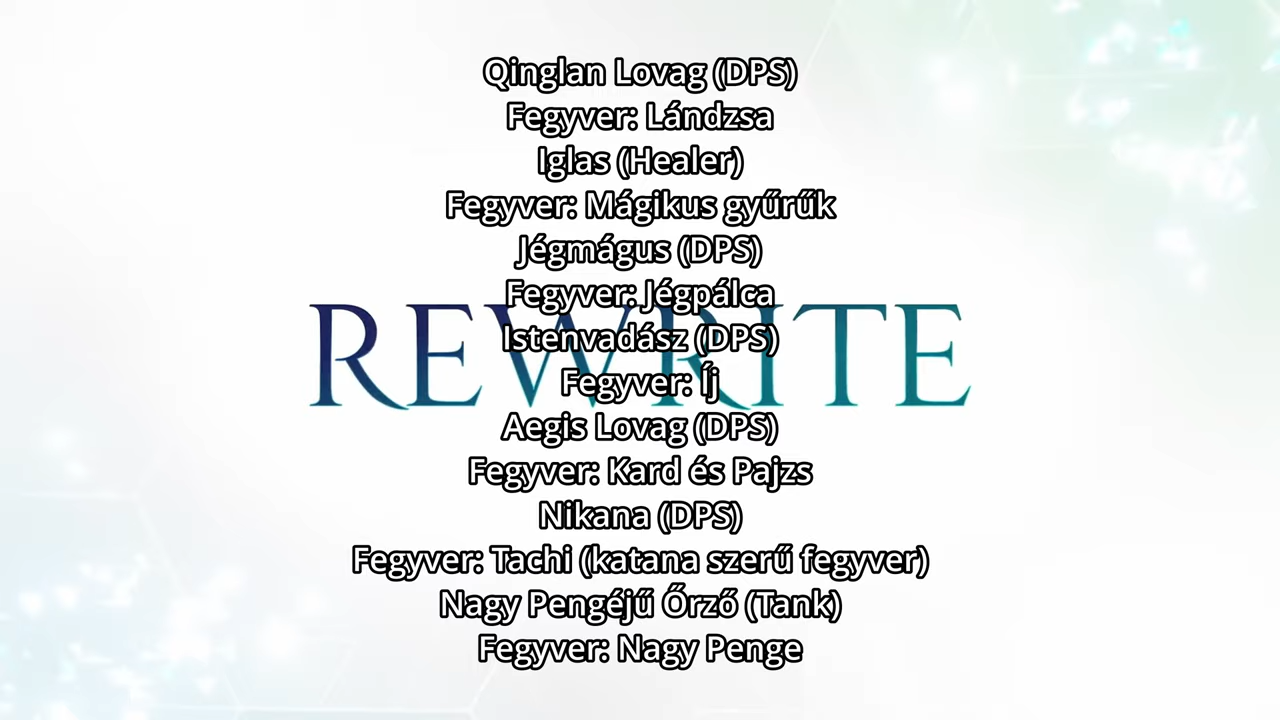 Qinglan Lovag (DPS)
Fegyver: Lándzsa
Iglas (Healer)
Fegyver: Mágikus gyűrűk
Jégmágus (DPS)
Fegyver: Jégpálca
REWRITE
Istenvadász (DPS)
Fegyver: Íj
Aegis Lovag (DPS)
Fegyver: Kard és Pajzs
Nikana (DPS)
Fegyver: Tachi (katana szerű fegyver)
Nagy Pengéjű Őrző (Tank)
Fegyver: Nagy Penge